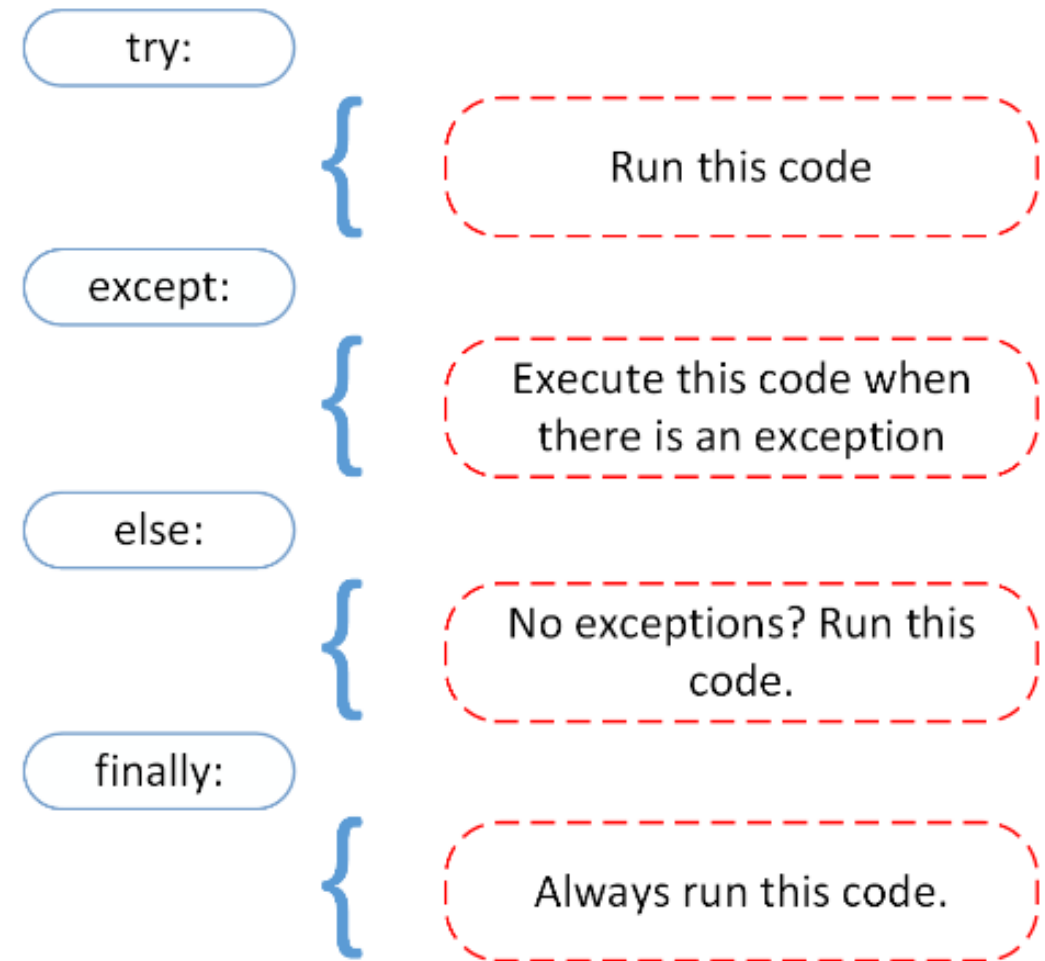 try:
Run this code
except:
Execute this code when
there is an exception
else:
No exceptions? Run this
code.
finally:
Always run this code.